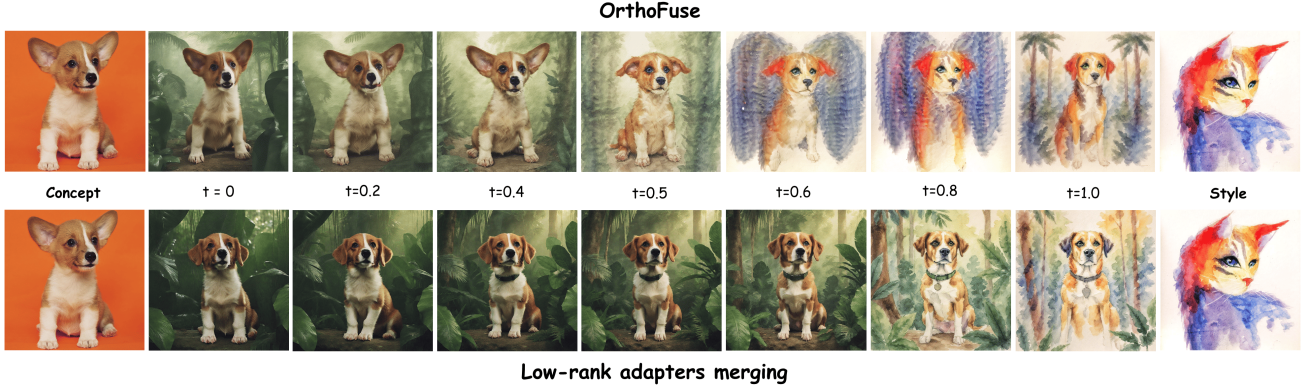 OrthoFuse
Concept t = 0 t=0.2 t=0.4 t=0.5 t=0.6 t=0.8 t=1.0 Style
Low-rank adapters merging